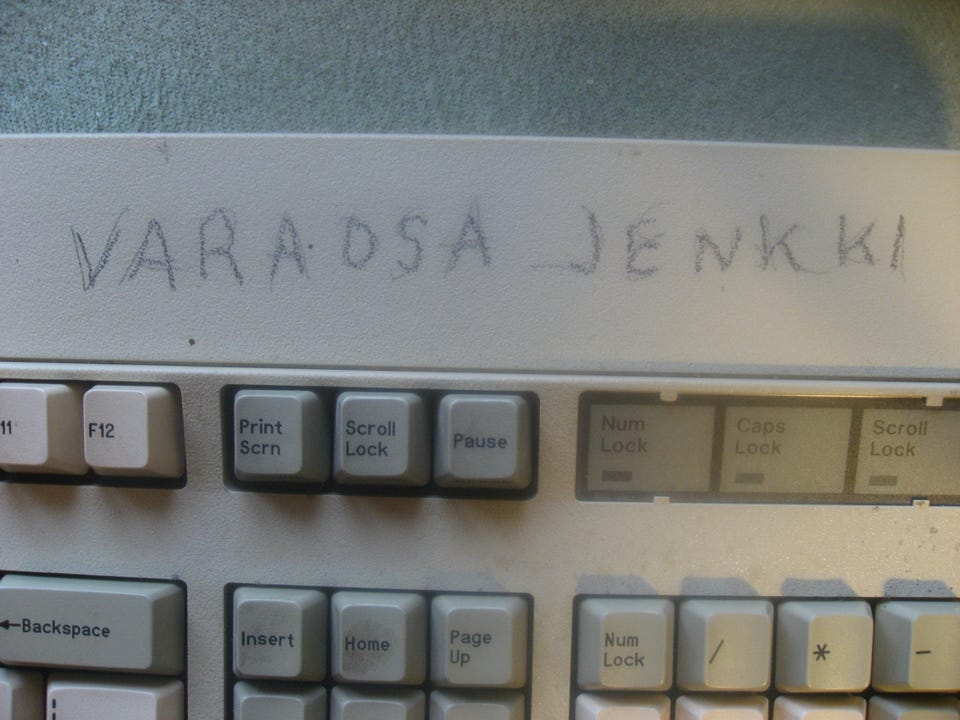 VARAOSA JENKKI
11 F12 Print Scrn Scroll Lock Pause Num Lock Caps Lock Scroll Lock
←Backspace Insert Home Page Up Num Lock / * -